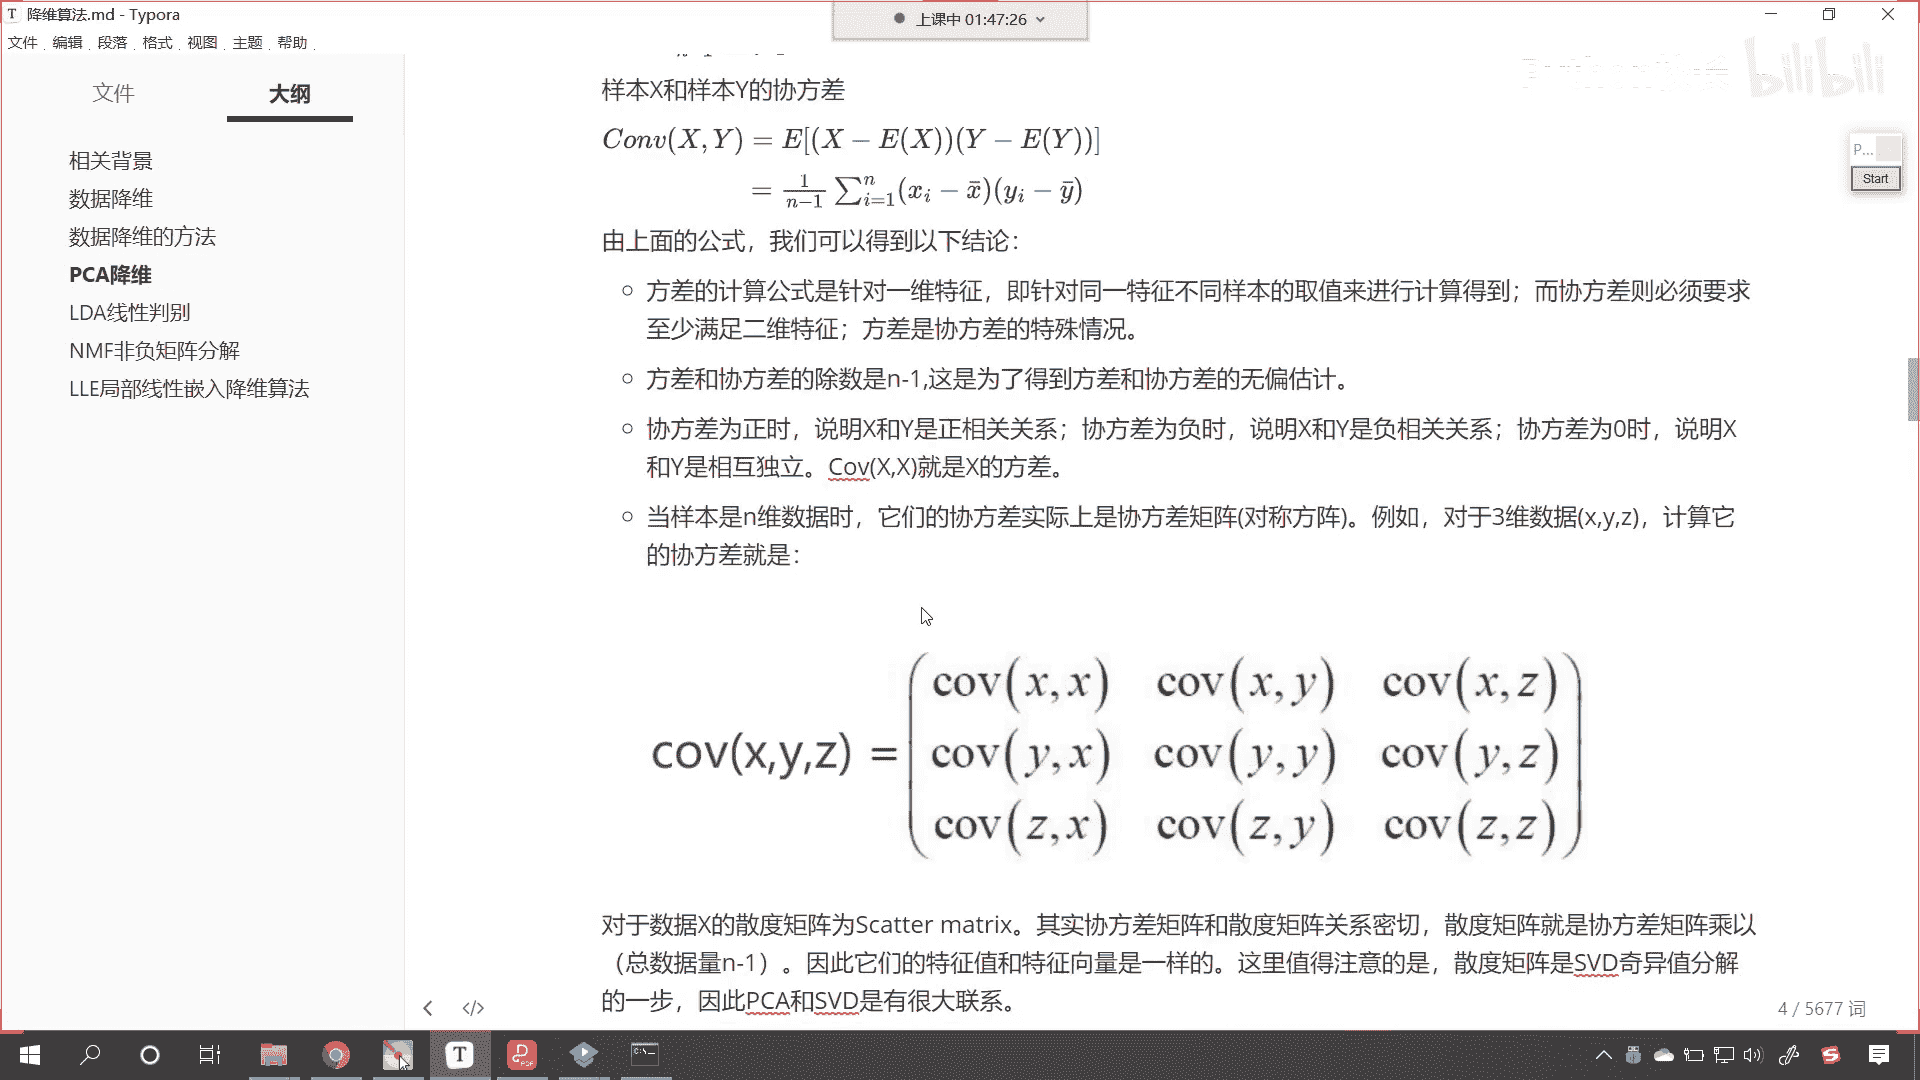 降维算法.md - Typora
上课中 01:47:26
文件 编辑 段落 格式 视图 主题 帮助
文件
大纲
相关背景
数据降维
数据降维的方法
PCA降维
LDA线性判别
NMF非负矩阵分解
LLE局部线性嵌入降维算法
bilibili
P...
Start
样本X和样本Y的协方差
Conv(X, Y) = E[(X − E(X))(Y − E(Y))]
= \frac{1}{n−1} ∑_{i=1}^{n}(x_i − x̄)(y_i − ȳ)
由上面的公式，我们可以得到以下结论：
方差的计算公式是针对一维特征，即针对同一特征不同样本的取值来进行计算得到；而协方差则必须要求
至少满足二维特征；方差是协方差的特殊情况。
方差和协方差的除数是n-1,这是为了得到方差和协方差的无偏估计。
协方差为正时，说明X和Y是正相关关系；协方差为负时，说明X和Y是负相关关系；协方差为0时，说明X
和Y是相互独立。Cov(X,X)就是X的方差。
当样本是n维数据时，它们的协方差实际上是协方差矩阵(对称方阵)。例如，对于3维数据(x,y,z)，计算它
的协方差就是：
cov(x,x) cov(x,y) cov(x,z)
cov(x,y,z) = cov(y,x) cov(y,y) cov(y,z)
cov(z,x) cov(z,y) cov(z,z)
对于数据X的散度矩阵为Scatter matrix。其实协方差矩阵和散度矩阵关系密切，散度矩阵就是协方差矩阵乘以
（总数据量n-1）。因此它们的特征值和特征向量是一样的。这里值得注意的是，散度矩阵是SVD奇异值分解
的一步，因此PCA和SVD是有很大联系。
4 / 5677 词